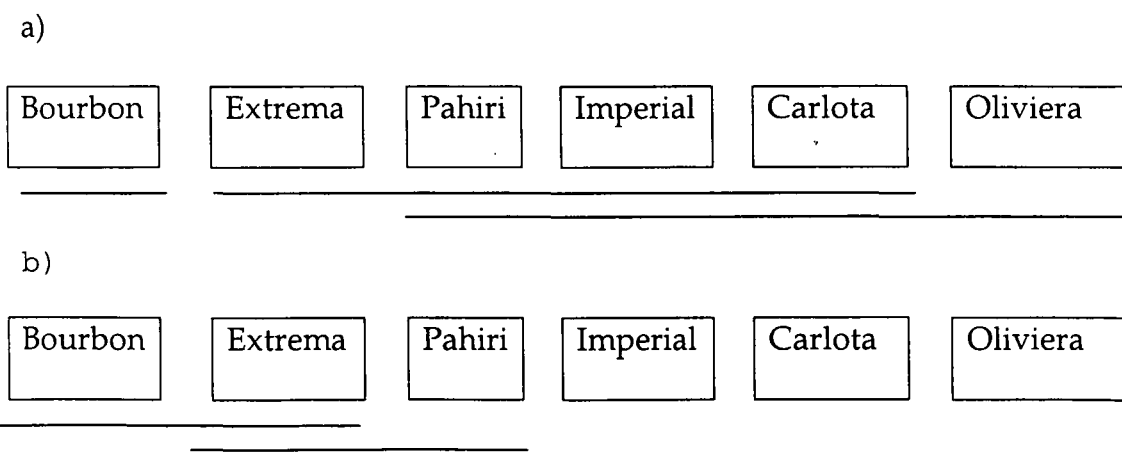 a)
Bourbon Extrema Pahiri Imperial Carlota Oliviera
b)
Bourbon Extrema Pahiri Imperial Carlota Oliviera